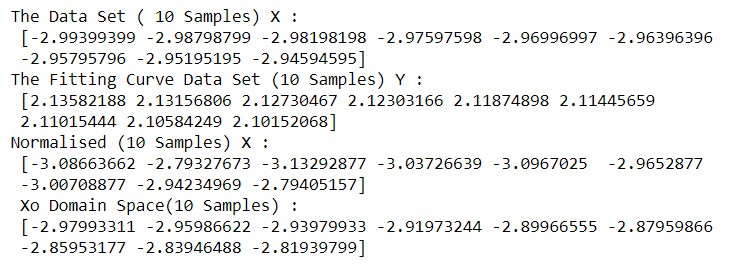 The Data Set ( 10 Samples) X :
[-2.99399399 -2.98798799 -2.98198198 -2.97597598 -2.96996997 -2.96396396
-2.95795796 -2.95195195 -2.94594595]
The Fitting Curve Data Set (10 Samples) Y :
[2.13582188 2.13156806 2.12730467 2.12303166 2.11874898 2.11445659
2.11015444 2.10584249 2.10152068]
Normalised (10 Samples) X :
[-3.08663662 -2.79327673 -3.13292877 -3.03726639 -3.0967025  -2.9652877
-3.00708877 -2.94234969 -2.79405157]
Xo Domain Space(10 Samples) :
[-2.97993311 -2.95986622 -2.93979933 -2.91973244 -2.89966555 -2.87959866
-2.85953177 -2.83946488 -2.81939799]